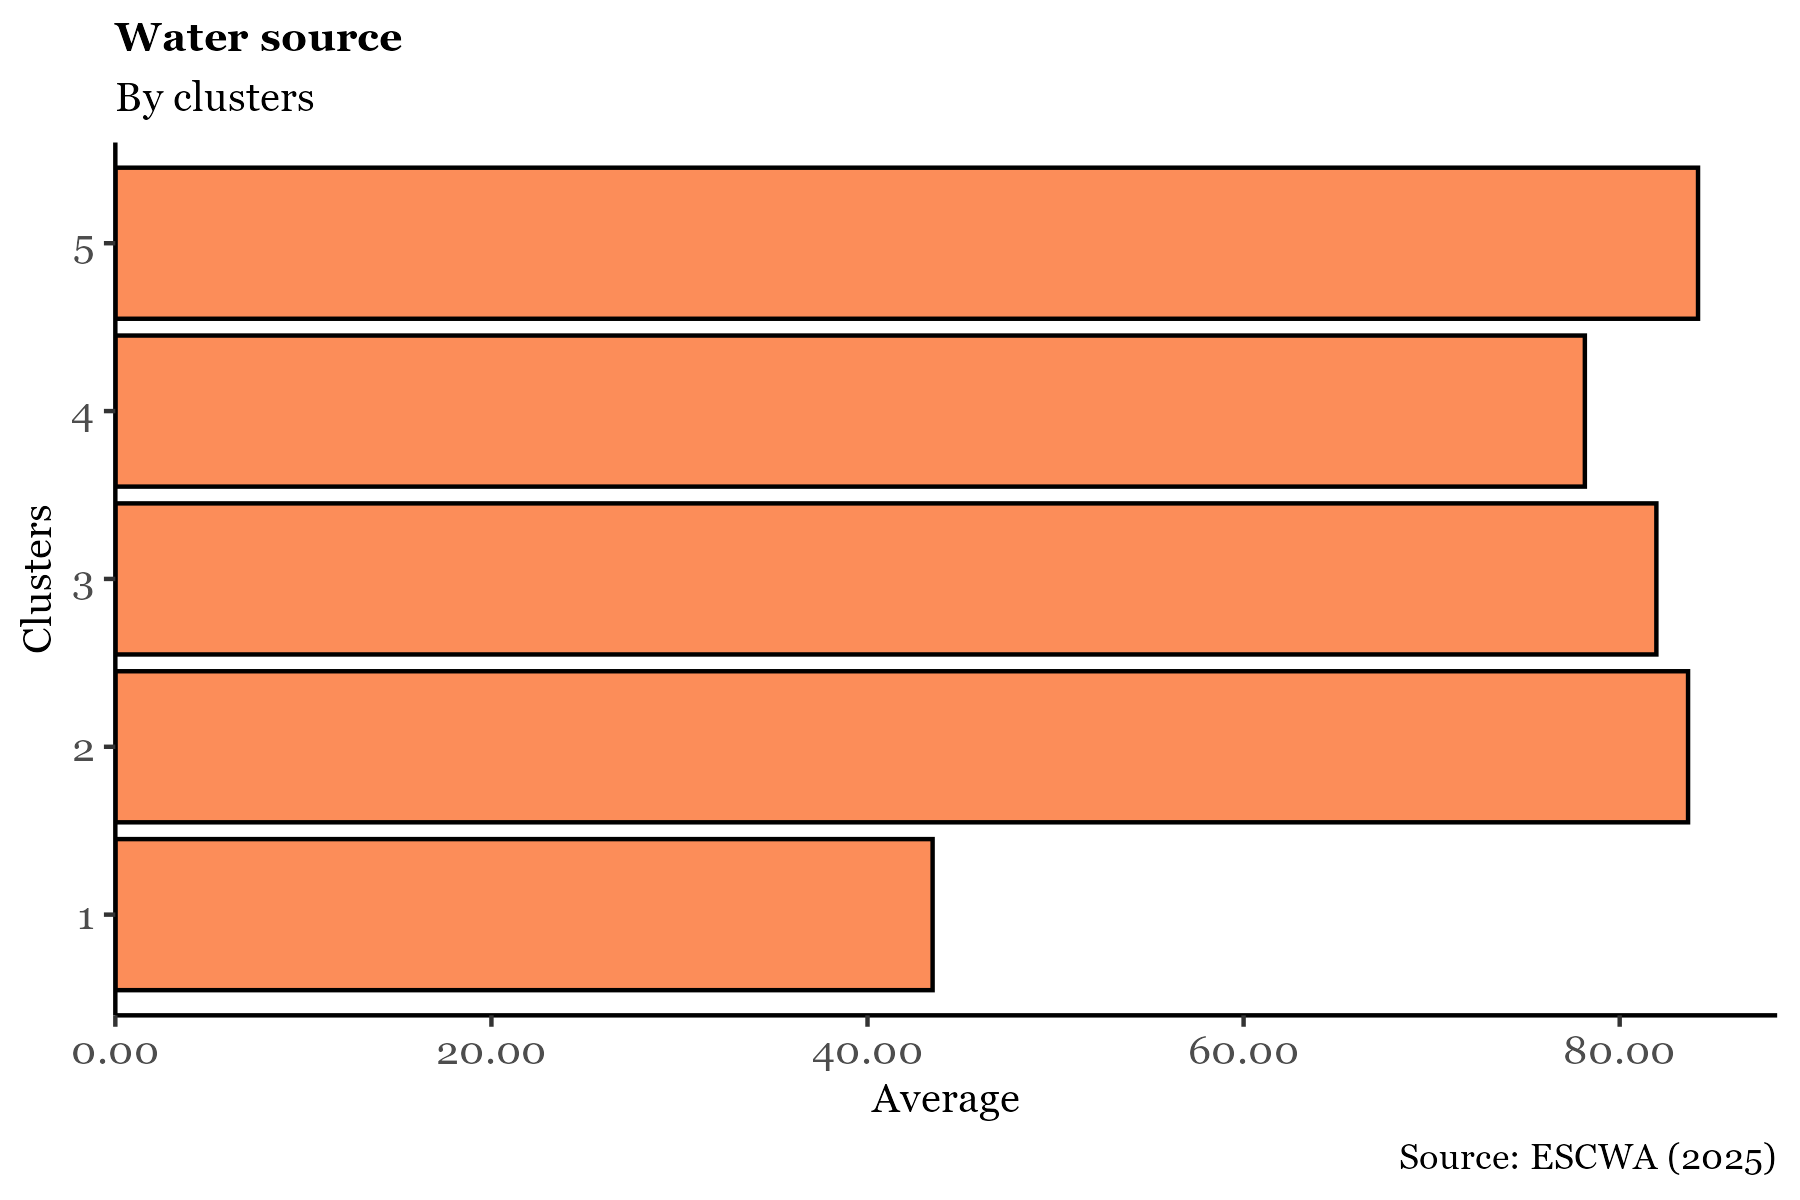 Water source
By clusters
5
4
3
2
1
Clusters
0.00 20.00 40.00 60.00 80.00
Average
Source: ESCWA (2025)